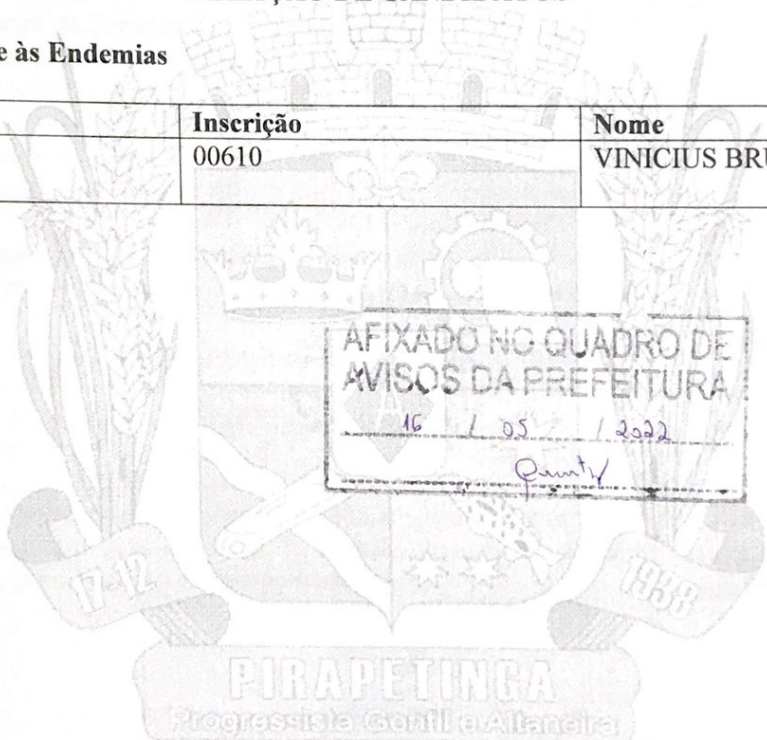 e às Endemias
Inscrição Nome
00610 VINICIUS BRU
AFIXADO NO QUADRO DE
AVISOS DA PREFEITURA
16 / 05 / 2022
17-12 1938
PIRAPETINGA
Progressista Gentil e Altaneira